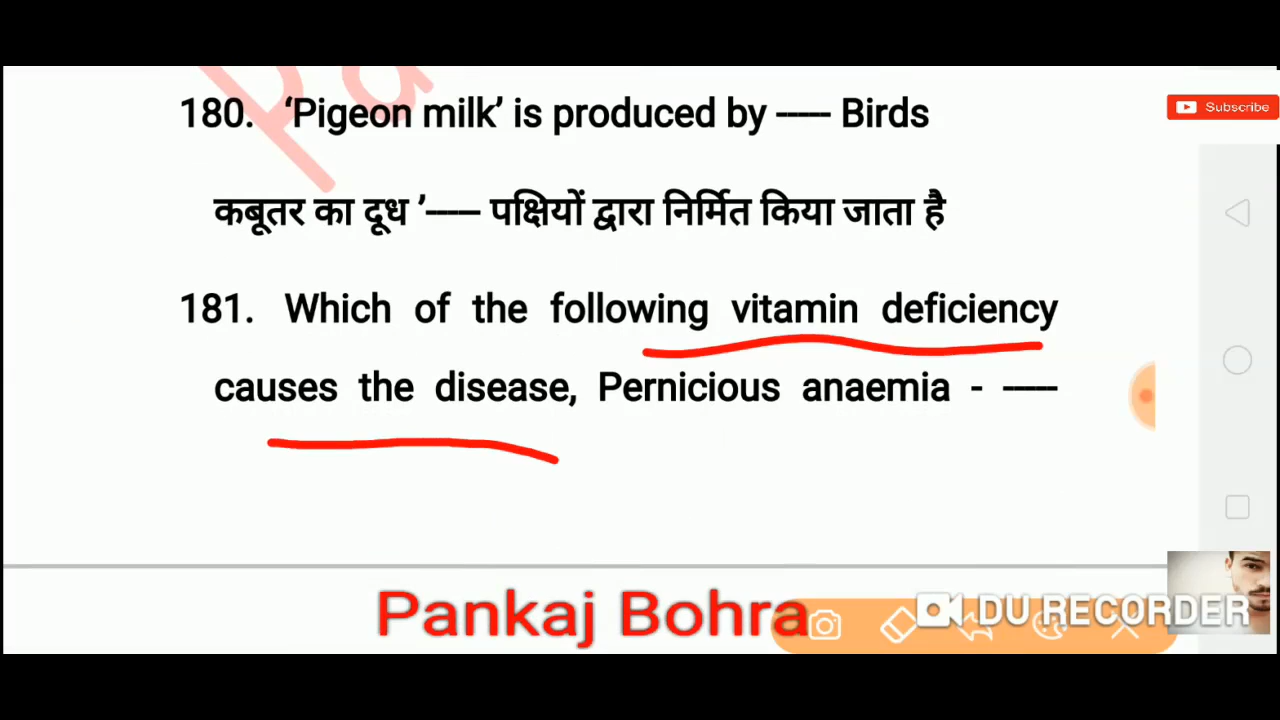 Pa
180. ‘Pigeon milk’ is produced by ----- Birds
Subscribe
कबूतर का दूध ’----- पक्षियों द्वारा निर्मित किया जाता है
181. Which of the following vitamin deficiency
causes the disease, Pernicious anaemia - -----
Pankaj Bohra
DU RECORDER